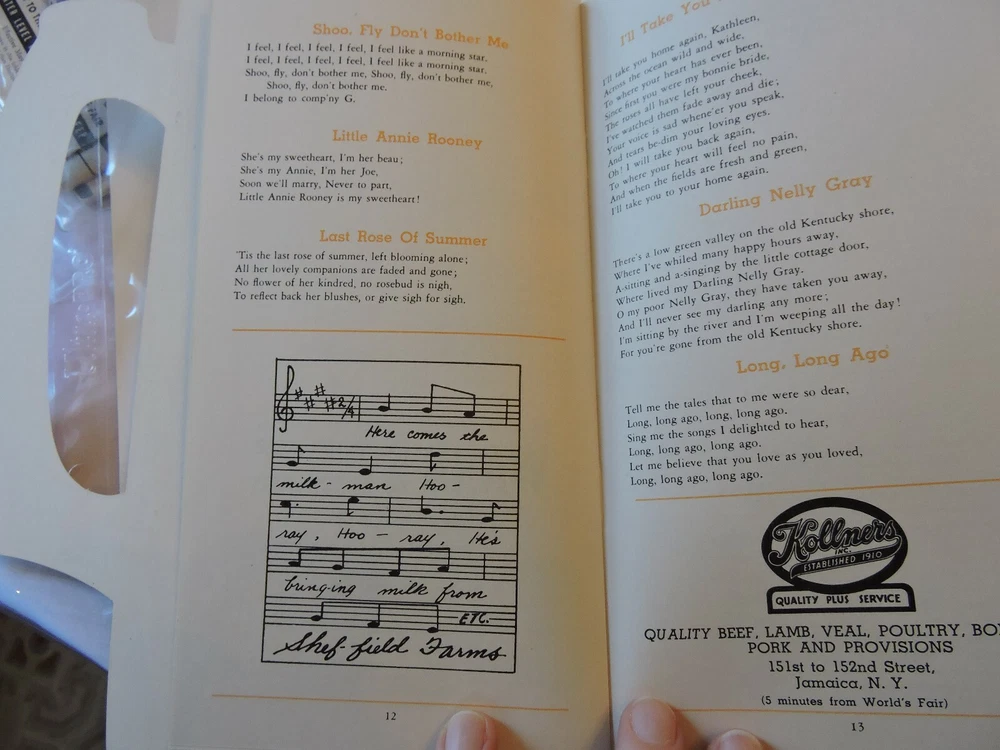 Shoo, Fly Don't Bother Me
I feel, I feel, I feel, I feel, I feel like a morning star,
I feel, I feel, I feel, I feel, I feel like a morning star,
Shoo, fly, don't bother me, Shoo, fly, don't bother me,
Shoo, fly, don't bother me,
I belong to comp'ny G.
Little Annie Rooney
She's my sweetheart, I'm her beau;
She's my Annie, I'm her Joe,
Soon we'll marry, Never to part,
Little Annie Rooney is my sweetheart!
Last Rose Of Summer
'Tis the last rose of summer, left blooming alone;
All her lovely companions are faded and gone;
No flower of her kindred, no rosebud is nigh,
To reflect back her blushes, or give sigh for sigh.
2/4
Here comes the
milk-man Hoo-
ray, Hoo-ray, He's
bring-ing milk from
ETC.
Shef-field Farms
12
I'll Take You
I'll take you home again, Kathleen,
Across the ocean wild and wide,
To where your heart has ever been,
Since first you were my bonnie bride,
The roses all have left your cheek,
I've watched them fade away and die;
Your voice is sad whene'er you speak,
And tears be-dim your loving eyes.
Oh! I will take you back again,
To where your heart will feel no pain,
And when the fields are fresh and green,
I'll take you to your home again.
Darling Nelly Gray
There's a low green valley on the old Kentucky shore,
Where I've whiled many happy hours away,
A-sitting and a-singing by the little cottage door,
Where lived my Darling Nelly Gray.
O my poor Nelly Gray, they have taken you away,
And I'll never see my darling any more;
I'm sitting by the river and I'm weeping all the day!
For you're gone from the old Kentucky shore.
Long, Long Ago
Tell me the tales that to me were so dear,
Long, long ago, long, long ago.
Sing me the songs I delighted to hear,
Long, long ago, long ago.
Let me believe that you love as you loved,
Long, long ago, long ago.
Kollners
INC.
ESTABLISHED 1910
QUALITY PLUS SERVICE
QUALITY BEEF, LAMB, VEAL, POULTRY,
PORK AND PROVISIONS
151st to 152nd Street,
Jamaica, N. Y.
(5 minutes from World's Fair)
13